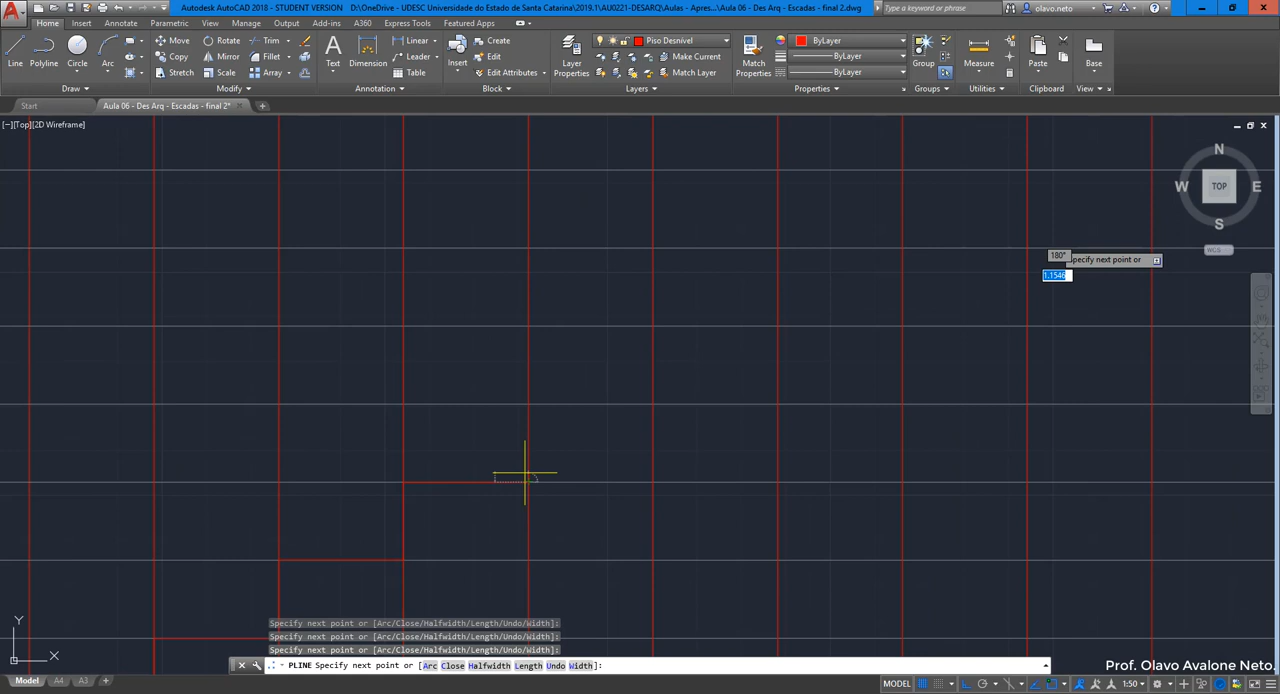 Autodesk AutoCAD 2018 - STUDENT VERSION D:\OneDrive - UDESC Universidade do Estado de Santa Catarina\2019.1\AU0221-DESARQ\Aulas - Apres...\Aula 06 - Des Arq - Escadas - final 2.dwg Type a keyword or phrase olavo.neto
Home Insert Annotate Parametric View Manage Output Add-ins A360 Express Tools Featured Apps
Line Polyline Circle Arc Rotate Trim Text Dimension Linear Insert Create Layer Properties Piso Desnível Match Properties ByLayer Group Measure Paste Base
Copy Mirror Fillet Leader Edit Make Current ByLayer
Stretch Scale Array Table Edit Attributes Match Layer ByLayer
Draw Modify Annotation Block Layers Properties Groups Utilities Clipboard View
Start Aula 06 - Des Arq - Escadas - final 2*
[−][Top][2D Wireframe]
N
W TOP E
S
WCS
180° Specify next point or
1.1546
Y
X
Specify next point or [Arc/Close/Halfwidth/Length/Undo/Width]:
Specify next point or [Arc/Close/Halfwidth/Length/Undo/Width]:
Specify next point or [Arc/Close/Halfwidth/Length/Undo/Width]:
PLINE Specify next point or [Arc Close Halfwidth Length Undo Width]:
Prof. Olavo Avalone Neto.
Model A4 A3 MODEL 1:50